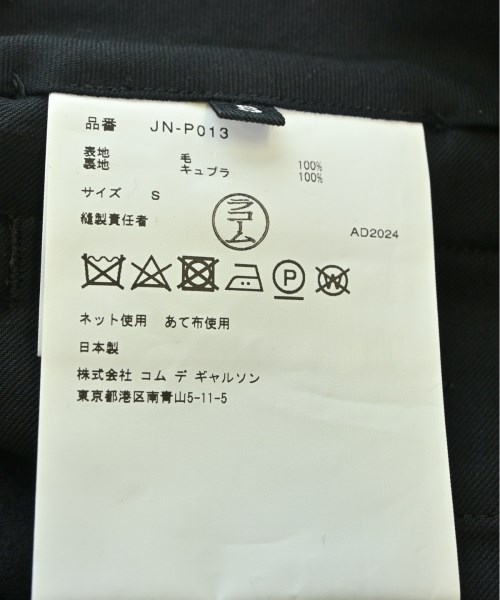 S
品番 JN-P013
表地 毛 100%
裏地 キュプラ 100%
サイズ S
縫製責任者 ラコーム
AD2024
P W
ネット使用 あて布使用
日本製
株式会社 コム デ ギャルソン
東京都港区南青山5-11-5